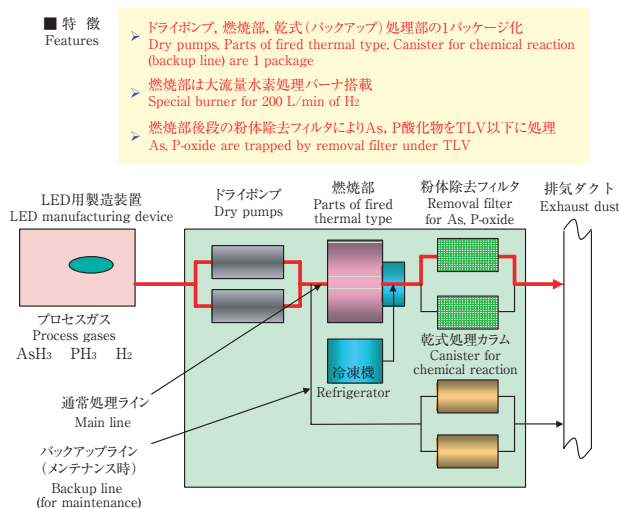 ■特 徴
Features
➢ ドライポンプ, 燃焼部, 乾式（バックアップ）処理部の1パッケージ化
Dry pumps, Parts of fired thermal type, Canister for chemical reaction
(backup line) are 1 package
➢ 燃焼部は大流量水素処理バーナ搭載
Special burner for 200 L/min of H2
➢ 燃焼部後段の粉体除去フィルタによりAs, P酸化物をTLV以下に処理
As, P-oxide are trapped by removal filter under TLV
LED用製造装置
LED manufacturing device
ドライポンプ
Dry pumps
燃焼部
Parts of fired
thermal type
粉体除去フィルタ
Removal filter
for As, P-oxide
排気ダクト
Exhaust dust
プロセスガス
Process gases
AsH3 PH3 H2
冷凍機
Refrigerator
乾式処理カラム
Canister for
chemical reaction
通常処理ライン
Main line
バックアップライン
（メンテナンス時）
Backup line
(for maintenance)